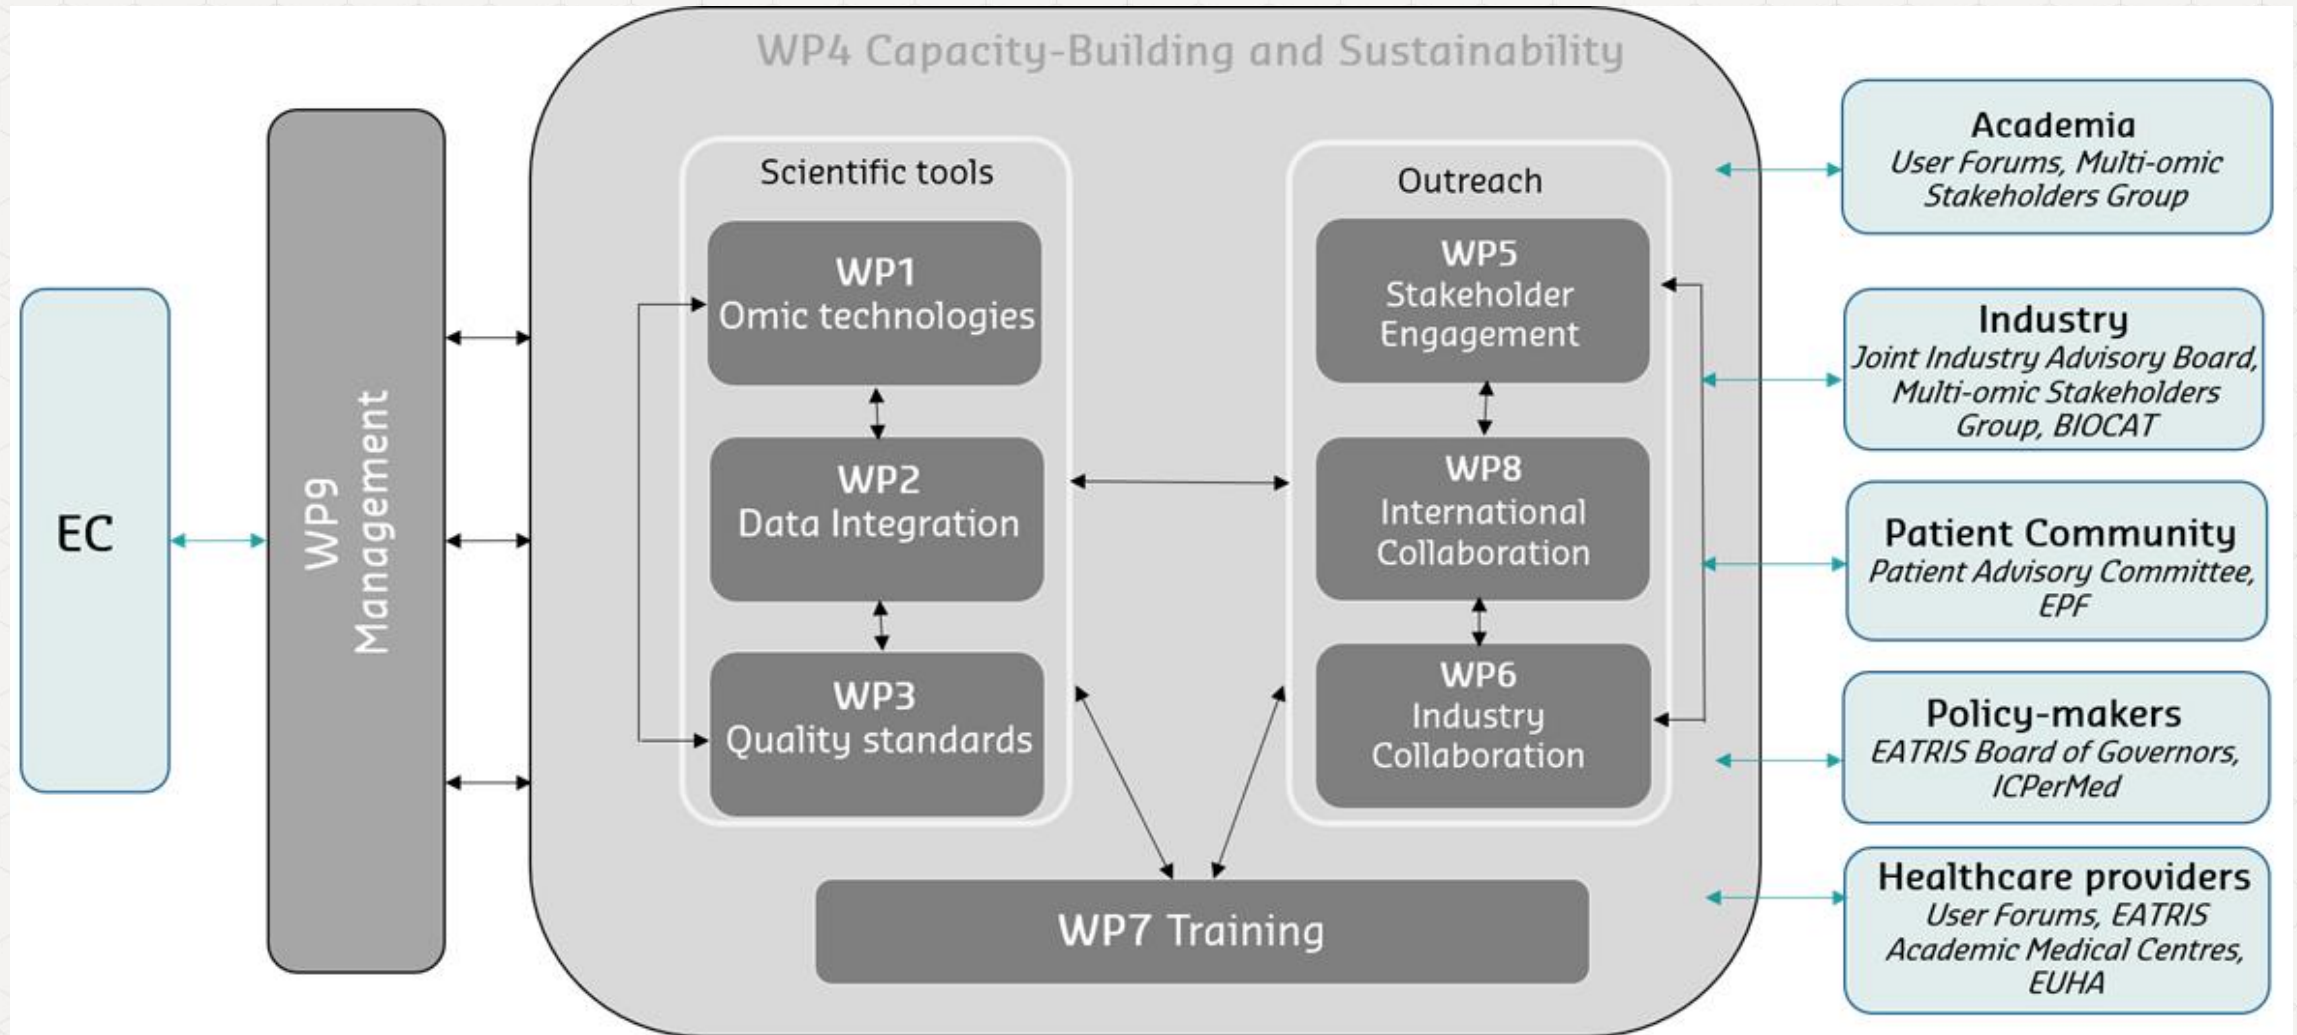 WP4 Capacity-Building and Sustainability
EC
WP9
Management
Scientific tools
WP1
Omic technologies
WP2
Data Integration
WP3
Quality standards
Outreach
WP5
Stakeholder
Engagement
WP8
International
Collaboration
WP6
Industry
Collaboration
WP7 Training
Academia
User Forums, Multi-omic
Stakeholders Group
Industry
Joint Industry Advisory Board,
Multi-omic Stakeholders
Group, BIOCAT
Patient Community
Patient Advisory Committee,
EPF
Policy-makers
EATRIS Board of Governors,
ICPerMed
Healthcare providers
User Forums, EATRIS
Academic Medical Centres,
EUHA